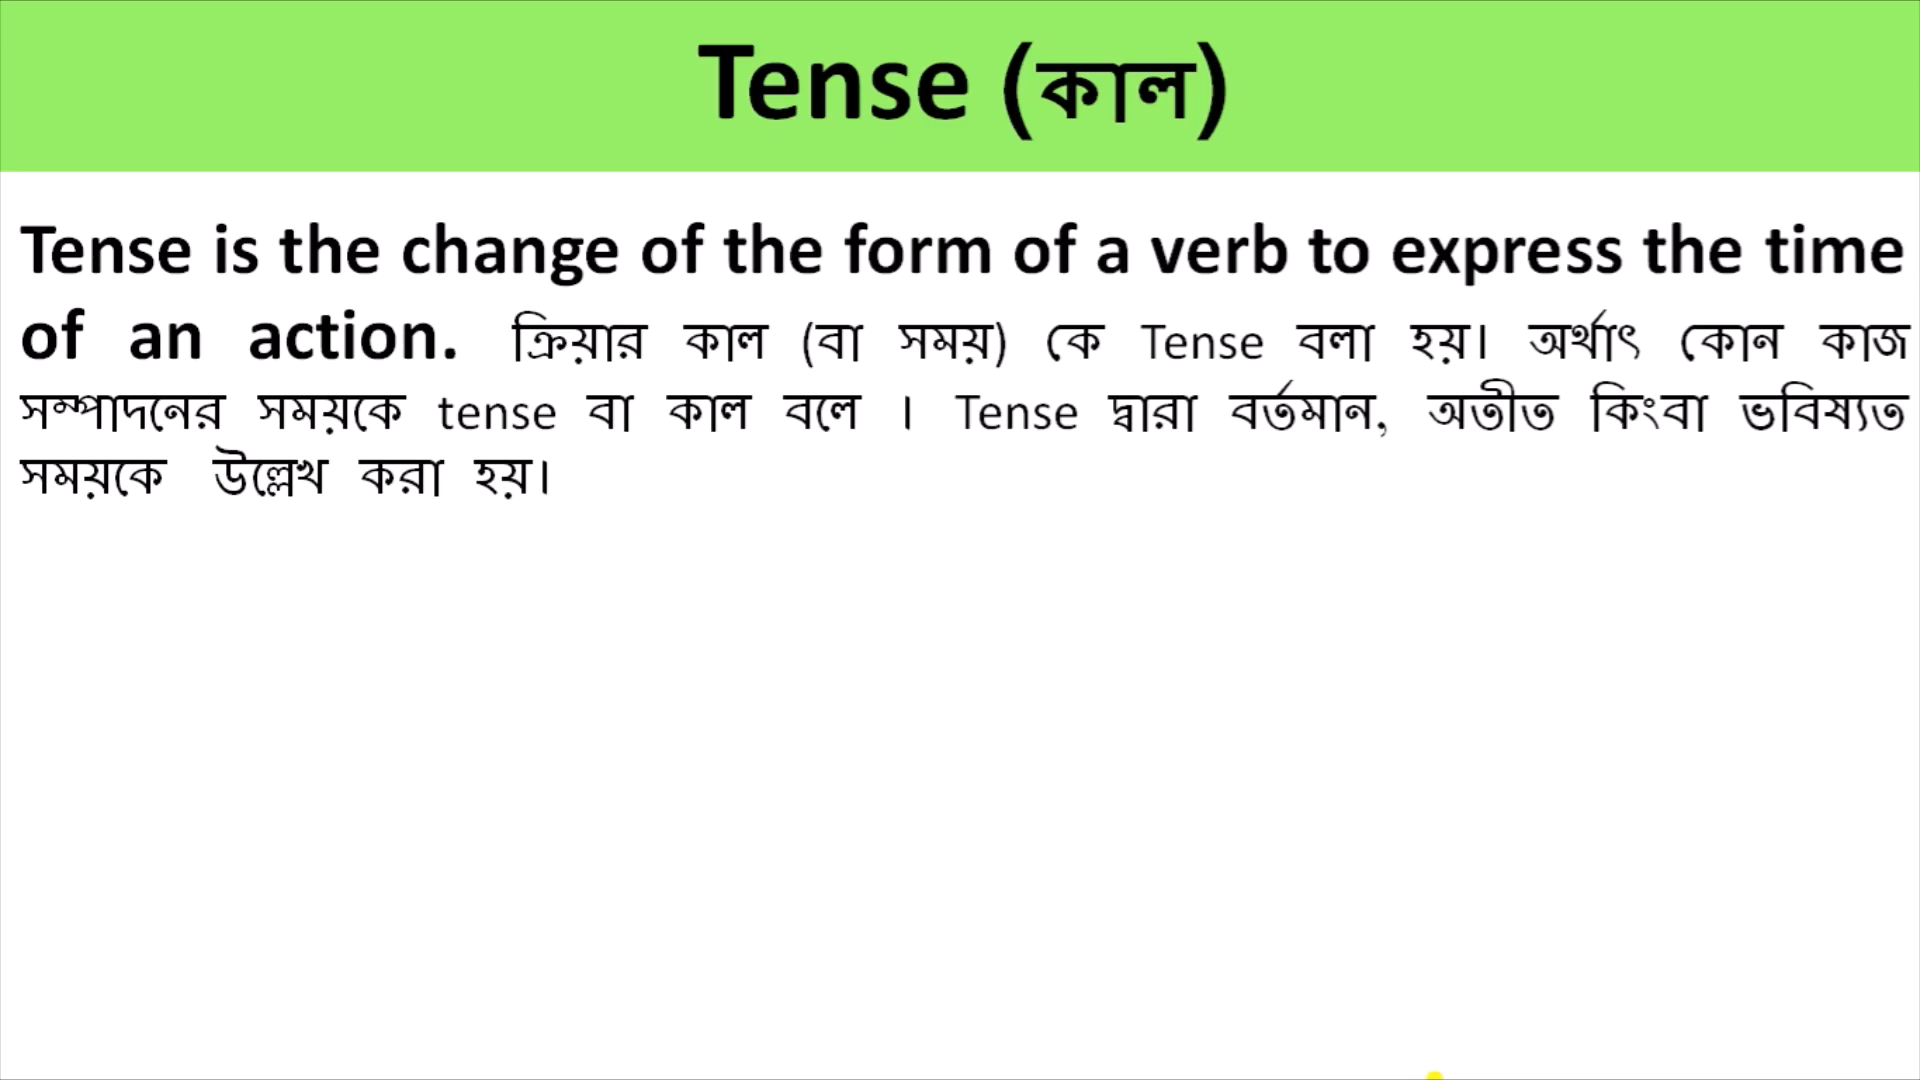 Tense (কাল)
Tense is the change of the form of a verb to express the time
of an action. ক্রিয়ার কাল (বা সময়) কে Tense বলা হয়। অর্থাৎ কোন কাজ
সম্পাদনের সময়কে tense বা কাল বলে । Tense দ্বারা বর্তমান, অতীত কিংবা ভবিষ্যত
সময়কে উল্লেখ করা হয়।